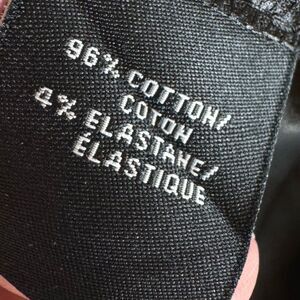 96% COTTON/
COTON
4% ELASTANE/
ÉLASTIQUE